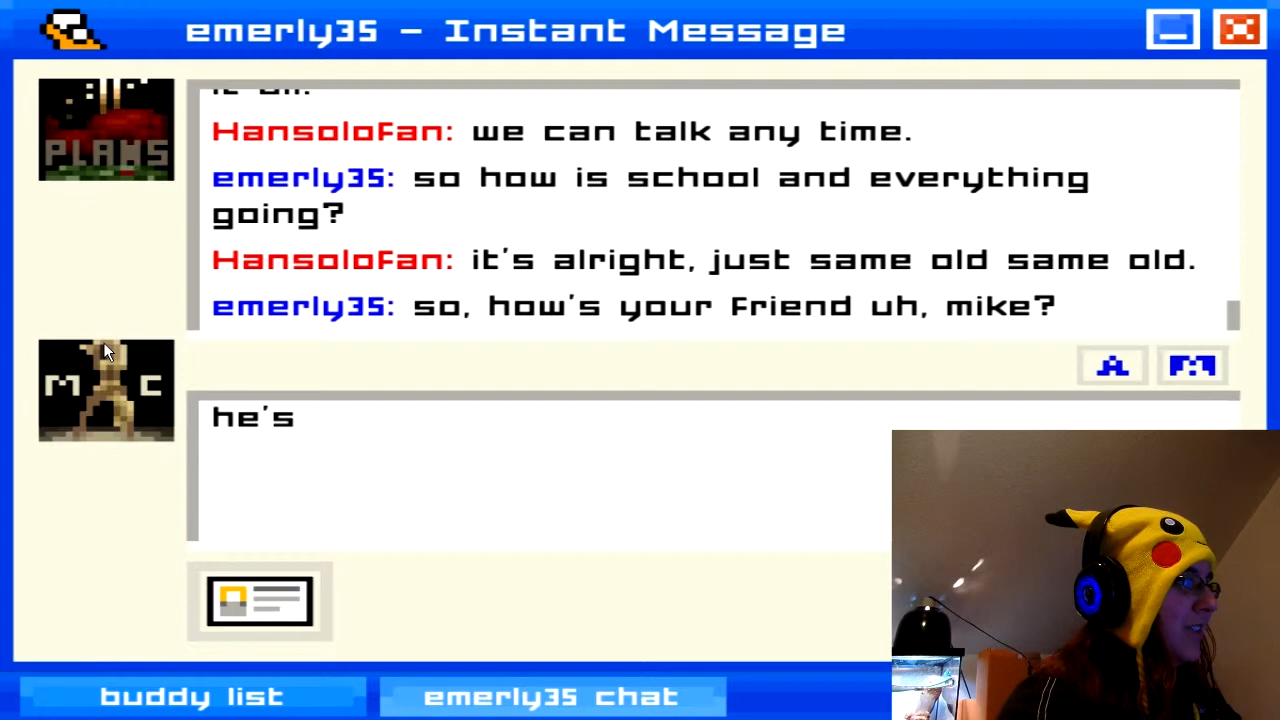 emerly35 - Instant Message
it all.
HansoloFan: we can talk any time.
emerly35: so how is school and everything
going?
HansoloFan: it's alright, just same old same old.
emerly35: so, how's your friend uh, mike?
PLANS
M C
A
he's
buddy list
emerly35 chat